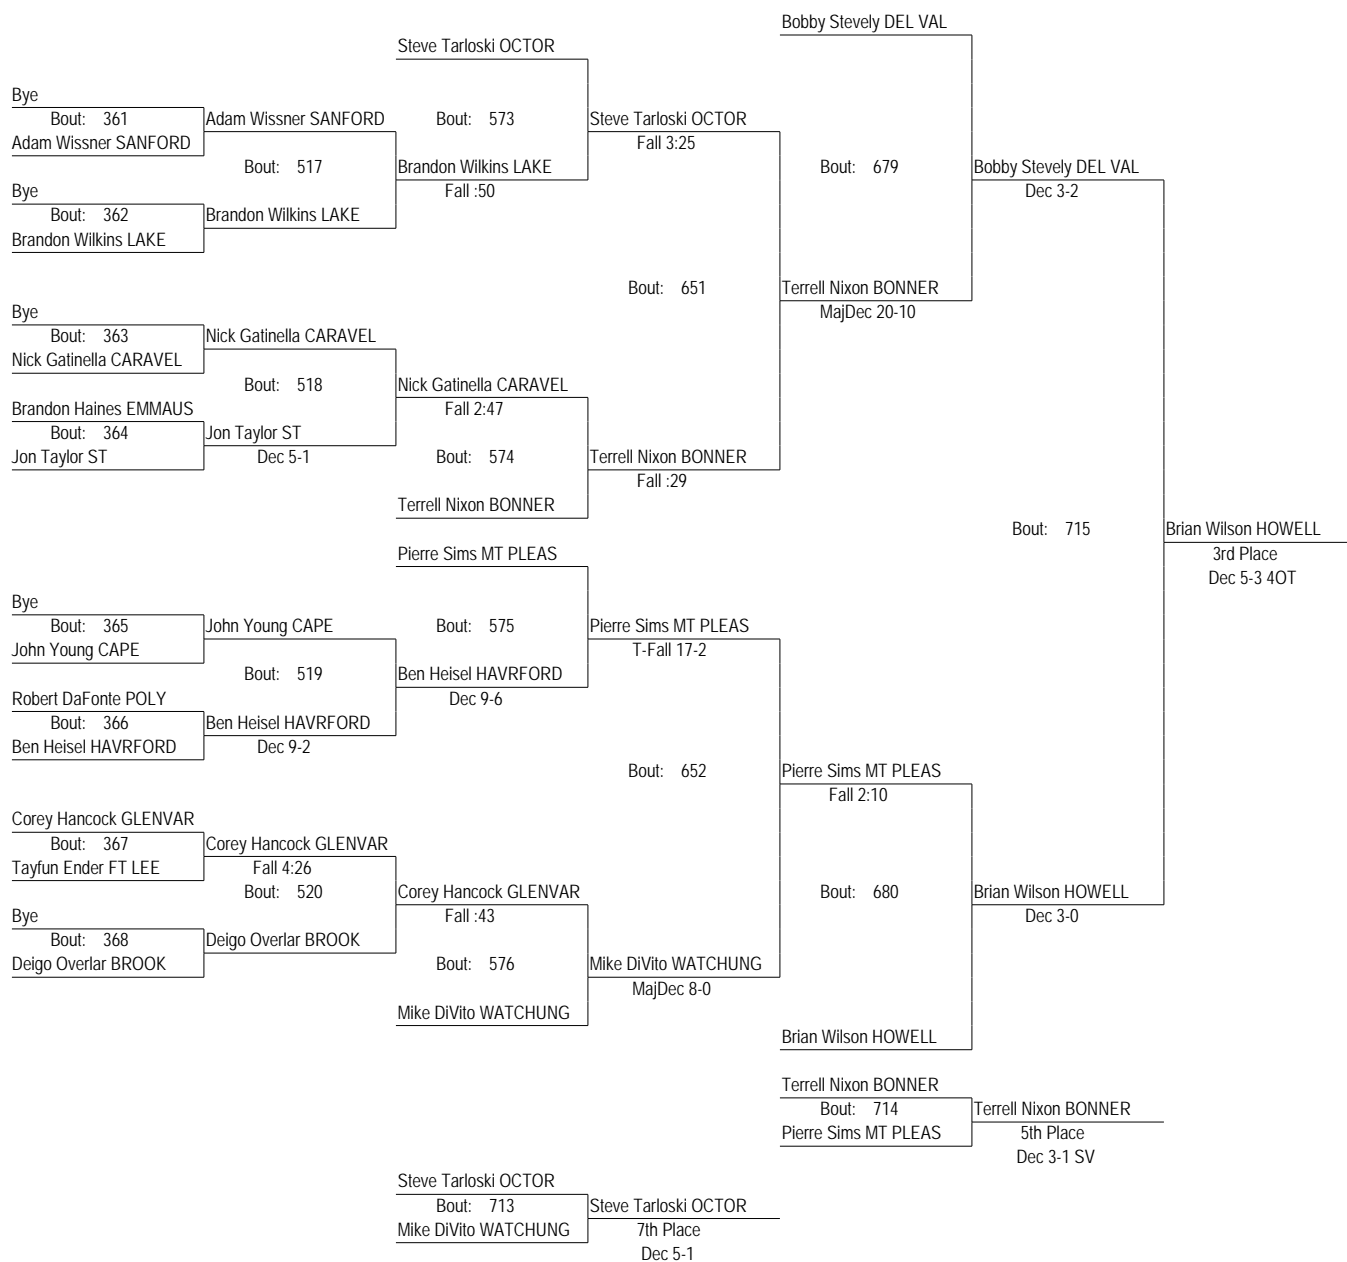 Bobby Stevely DEL VAL
Steve Tarloski OCTOR
Bye
Bout: 361
Adam Wissner SANFORD
Adam Wissner SANFORD
Bout: 573
Steve Tarloski OCTOR
Fall 3:25
Bout: 517
Brandon Wilkins LAKE
Fall :50
Bout: 679
Bobby Stevely DEL VAL
Dec 3-2
Bye
Bout: 362
Brandon Wilkins LAKE
Brandon Wilkins LAKE
Bout: 651
Terrell Nixon BONNER
MajDec 20-10
Bye
Bout: 363
Nick Gatinella CARAVEL
Nick Gatinella CARAVEL
Bout: 518
Nick Gatinella CARAVEL
Fall 2:47
Brandon Haines EMMAUS
Bout: 364
Jon Taylor ST
Jon Taylor ST
Dec 5-1
Bout: 574
Terrell Nixon BONNER
Fall :29
Terrell Nixon BONNER
Bout: 715
Brian Wilson HOWELL
3rd Place
Dec 5-3 4OT
Pierre Sims MT PLEAS
Bye
Bout: 365
John Young CAPE
John Young CAPE
Bout: 575
Pierre Sims MT PLEAS
T-Fall 17-2
Bout: 519
Ben Heisel HAVRFORD
Dec 9-6
Robert DaFonte POLY
Bout: 366
Ben Heisel HAVRFORD
Ben Heisel HAVRFORD
Dec 9-2
Bout: 652
Pierre Sims MT PLEAS
Fall 2:10
Corey Hancock GLENVAR
Bout: 367
Tayfun Ender FT LEE
Corey Hancock GLENVAR
Fall 4:26
Bout: 520
Corey Hancock GLENVAR
Fall :43
Bout: 680
Brian Wilson HOWELL
Dec 3-0
Bye
Bout: 368
Deigo Overlar BROOK
Deigo Overlar BROOK
Bout: 576
Mike DiVito WATCHUNG
MajDec 8-0
Mike DiVito WATCHUNG
Brian Wilson HOWELL
Terrell Nixon BONNER
Bout: 714
Pierre Sims MT PLEAS
Terrell Nixon BONNER
5th Place
Dec 3-1 SV
Steve Tarloski OCTOR
Bout: 713
Mike DiVito WATCHUNG
Steve Tarloski OCTOR
7th Place
Dec 5-1